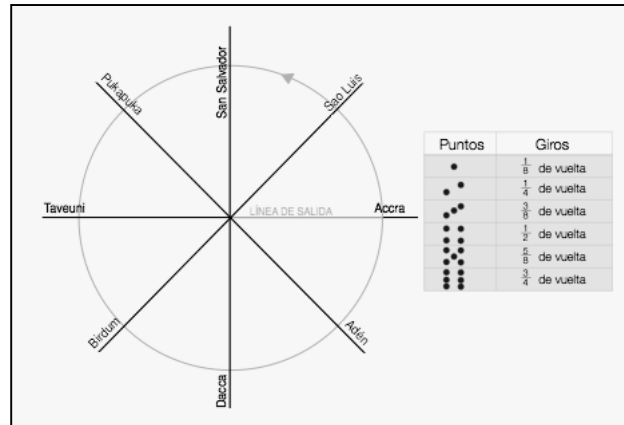 San Salvador
Pukapuka
Sao Luis
Taveuni
LÍNEA DE SALIDA
Accra
Birdum
Adén
Dacca
Puntos Giros
1/8 de vuelta
1/4 de vuelta
3/8 de vuelta
1/2 de vuelta
5/8 de vuelta
3/4 de vuelta